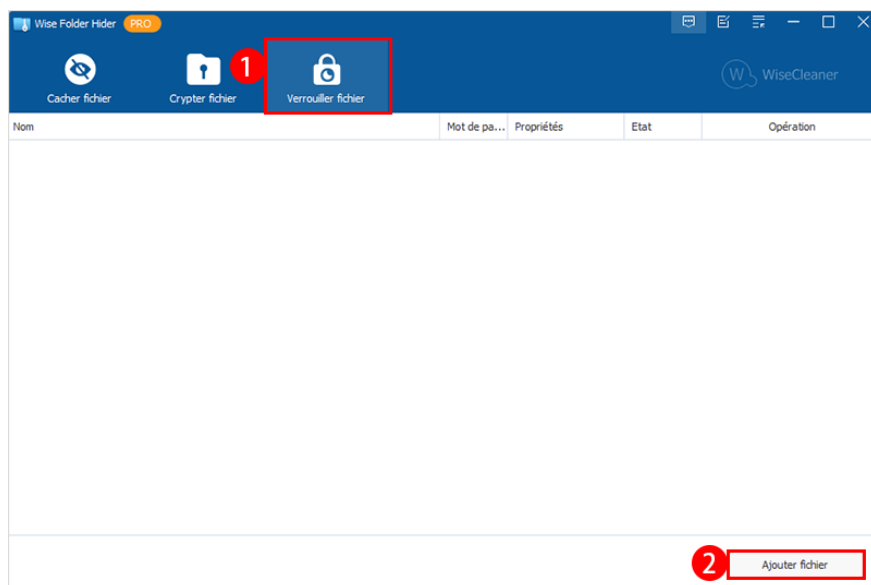 Wise Folder Hider PRO
1
Cacher fichier Crypter fichier Verrouiller fichier
W WiseCleaner
Nom Mot de pa... Propriétés Etat Opération
2 Ajouter fichier